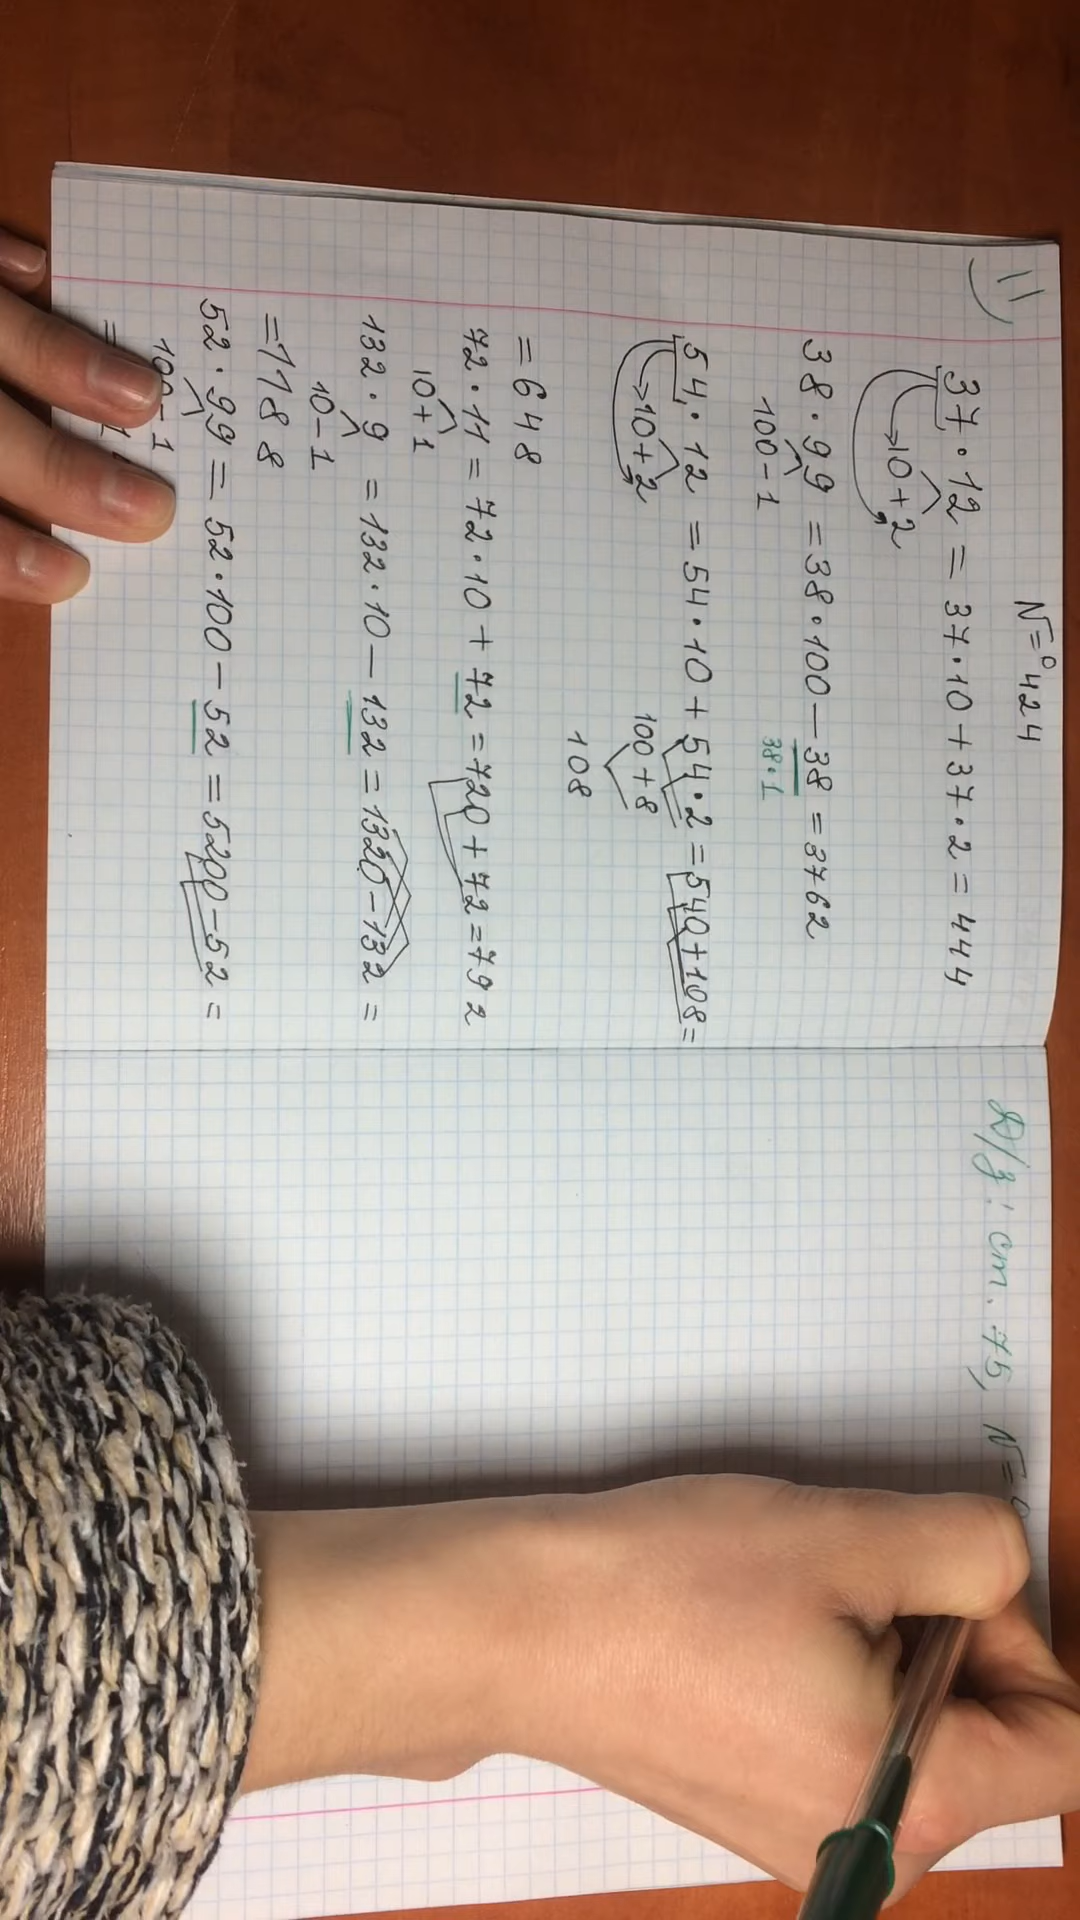 № 424
11)
37 · 12 = 37 · 10 + 37 · 2 = 444
10 + 2
38 · 99 = 38 · 100 − 38 = 3762
100 − 1
38 · 1
54 · 12 = 54 · 10 + 54 · 2 = 540 + 108 =
10 + 2
100 + 8
108
= 648
72 · 11 = 72 · 10 + 72 = 720 + 72 = 792
10 + 1
132 · 9 = 132 · 10 − 132 = 1320 − 132 =
10 − 1
= 1188
52 · 99 = 52 · 100 − 52 = 5200 − 52 =
100 − 1
=
Д/з: ст. 75, №